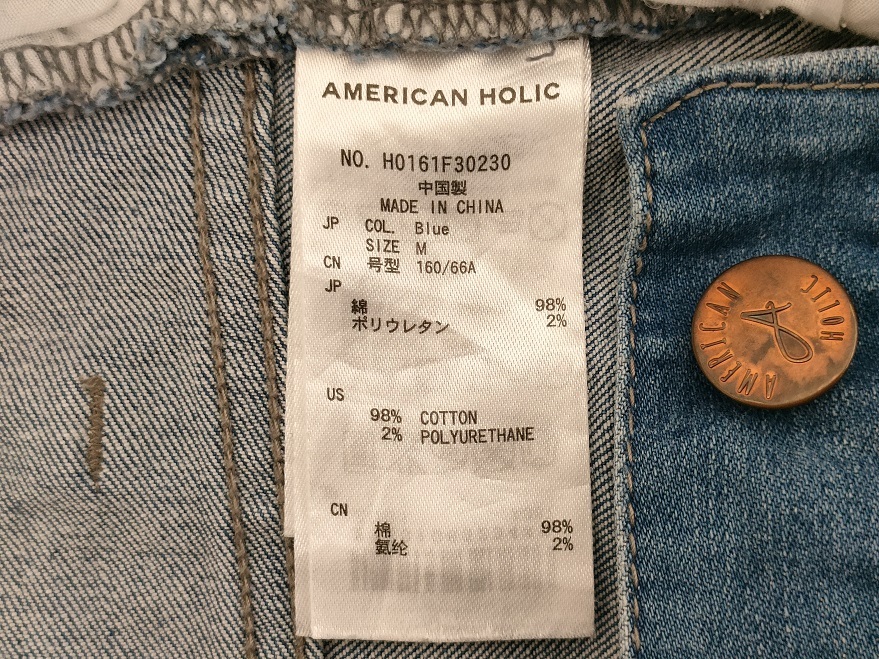 AMERICAN HOLIC
NO. H0161F30230
中国製
MADE IN CHINA
JP COL. Blue
SIZE M
CN 号型 160/66A
JP
綿 98%
ポリウレタン 2%
US
98% COTTON
2% POLYURETHANE
CN
棉 98%
氨纶 2%
AMERICAN HOLIC